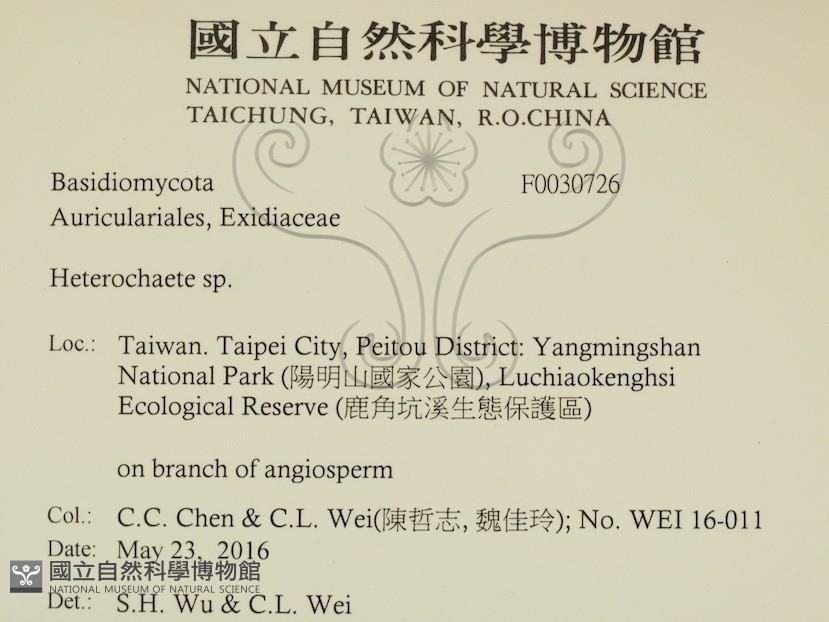 國立自然科學博物館
NATIONAL MUSEUM OF NATURAL SCIENCE
TAICHUNG, TAIWAN, R.O.CHINA
Basidiomycota F0030726
Auriculariales, Exidiaceae
Heterochaete sp.
Loc.: Taiwan. Taipei City, Peitou District: Yangmingshan
National Park (陽明山國家公園), Luchiaokenghsi
Ecological Reserve (鹿角坑溪生態保護區)
on branch of angiosperm
Col.: C.C. Chen & C.L. Wei(陳哲志, 魏佳玲); No. WEI 16-011
Date: May 23, 2016
國立自然科學博物館
NATIONAL MUSEUM OF NATURAL SCIENCE
Det.: S.H. Wu & C.L. Wei